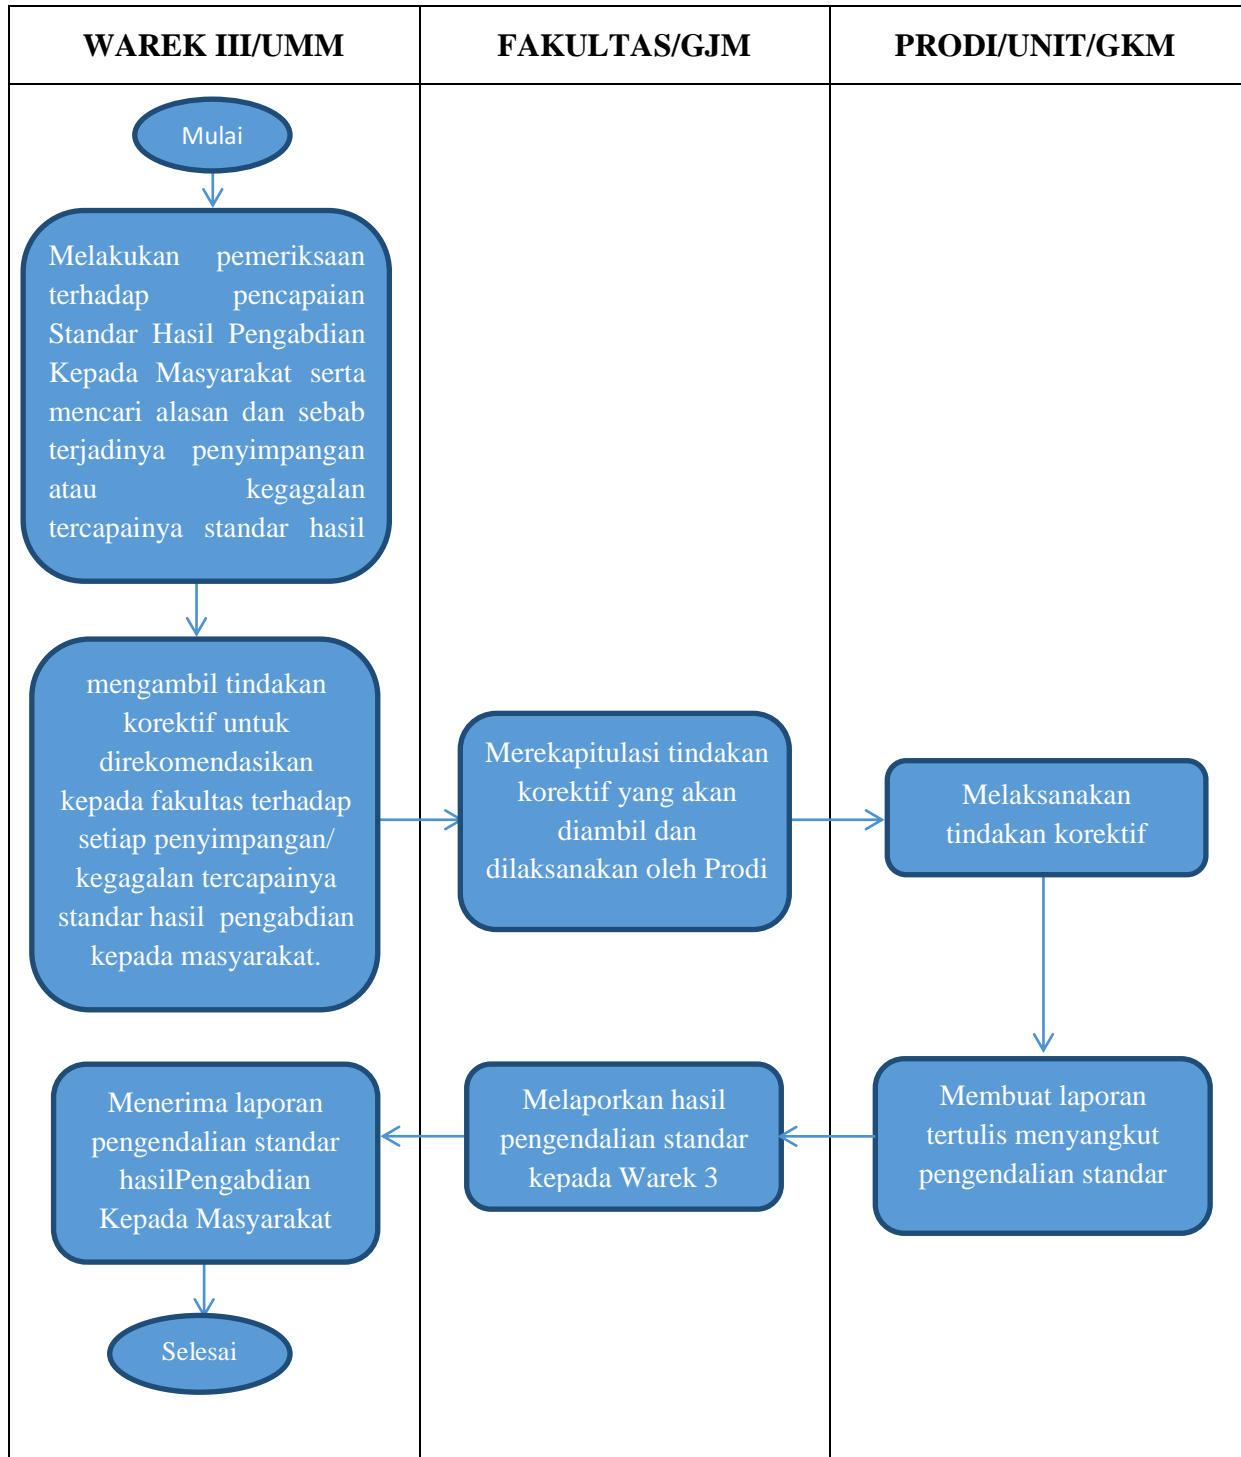 WAREK III/UMM
FAKULTAS/GJM
PRODI/UNIT/GKM
Mulai
Melakukan pemeriksaan
terhadap pencapaian
Standar Hasil Pengabdian
Kepada Masyarakat serta
mencari alasan dan sebab
terjadinya penyimpangan
atau kegagalan
tercapainya standar hasil
mengambil tindakan
korektif untuk
direkomendasikan
kepada fakultas terhadap
setiap penyimpangan/
kegagalan tercapainya
standar hasil pengabdian
kepada masyarakat.
Merekapitulasi tindakan
korektif yang akan
diambil dan
dilaksanakan oleh Prodi
Melaksanakan
tindakan korektif
Membuat laporan
tertulis menyangkut
pengendalian standar
Melaporkan hasil
pengendalian standar
kepada Warek 3
Menerima laporan
pengendalian standar
hasilPengabdian
Kepada Masyarakat
Selesai